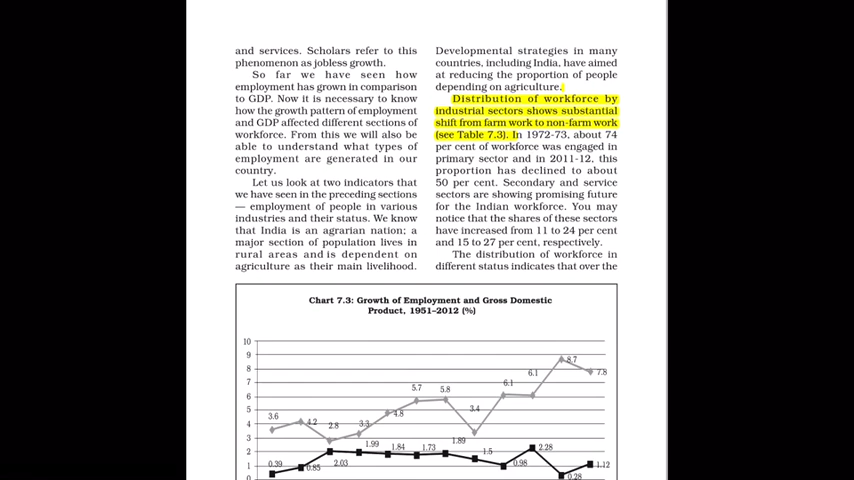 and services. Scholars refer to this
phenomenon as jobless growth.
So far we have seen how
employment has grown in comparison
to GDP. Now it is necessary to know
how the growth pattern of employment
and GDP affected different sections of
workforce. From this we will also be
able to understand what types of
employment are generated in our
country.
Let us look at two indicators that
we have seen in the preceding sections
— employment of people in various
industries and their status. We know
that India is an agrarian nation; a
major section of population lives in
rural areas and is dependent on
agriculture as their main livelihood.
Developmental strategies in many
countries, including India, have aimed
at reducing the proportion of people
depending on agriculture.
Distribution of workforce by
industrial sectors shows substantial
shift from farm work to non-farm work
(see Table 7.3). In 1972-73, about 74
per cent of workforce was engaged in
primary sector and in 2011-12, this
proportion has declined to about
50 per cent. Secondary and service
sectors are showing promising future
for the Indian workforce. You may
notice that the shares of these sectors
have increased from 11 to 24 per cent
and 15 to 27 per cent, respectively.
The distribution of workforce in
different status indicates that over the
Chart 7.3: Growth of Employment and Gross Domestic
Product, 1951–2012 (%)
10
9
8.7
8
7.8
7
6.1
6
6.1
5.7
5.8
5
4.8
4
3.6
4.2
2.8
3.3
3.4
3
2
1.99
1.84
1.73
1.89
1.5
2.28
1
0.39
0.85
2.03
0.98
1.12
0.28
0